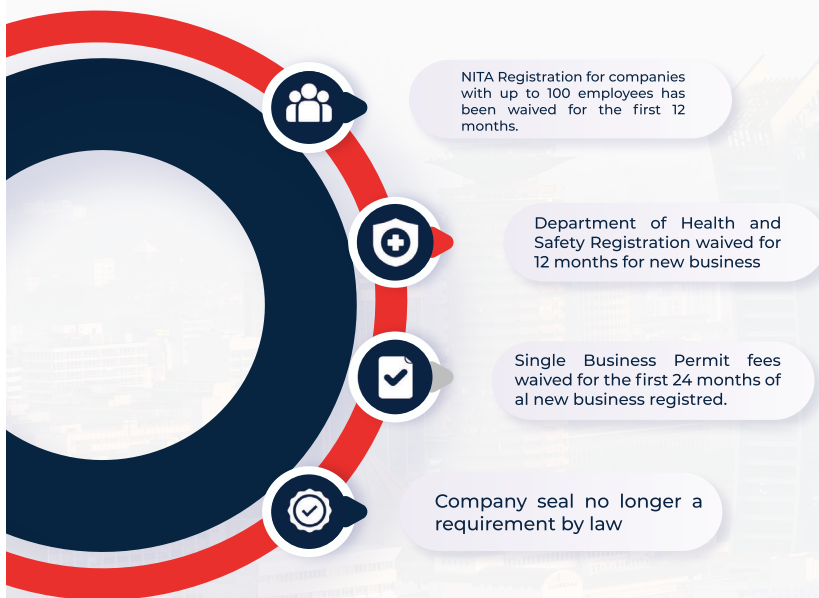 NITA Registration for companies
with up to 100 employees has
been waived for the first 12
months.
Department of Health and
Safety Registration waived for
12 months for new business
Single Business Permit fees
waived for the first 24 months of
al new business registred.
Company seal no longer a
requirement by law